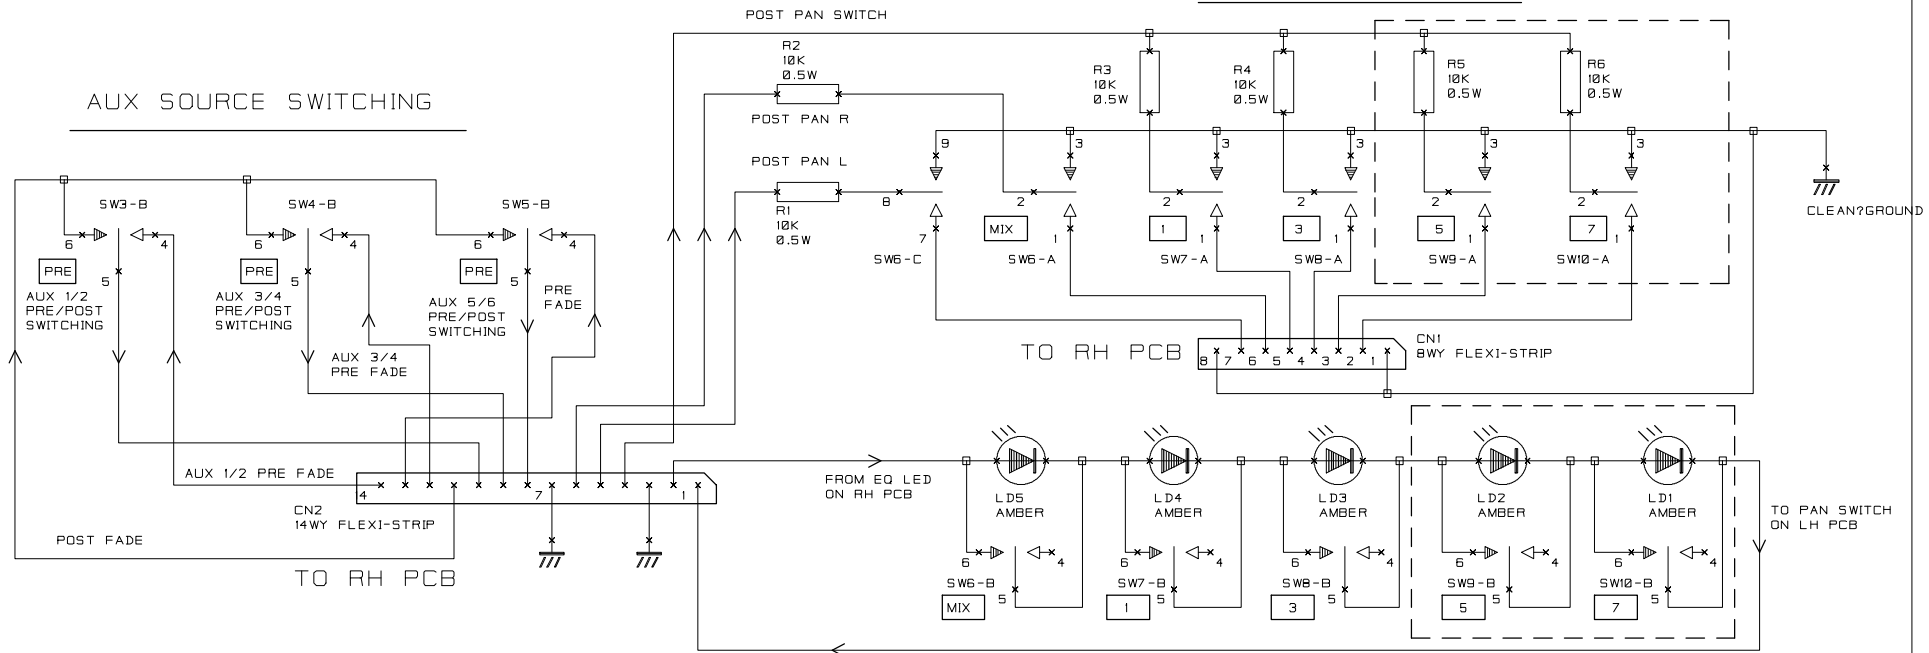 POST PAN SWITCH
R2
10K
0.5W
R3
10K
0.5W
R4
10K
0.5W
R5
10K
0.5W
R6
10K
0.5W
AUX SOURCE SWITCHING
POST PAN R
POST PAN L
9
3
3
3
3
3
R1
10K
0.5W
8
7
SW6-C
2
MIX
1
SW6-A
2
1
1
SW7-A
2
3
1
SW8-A
2
5
1
SW9-A
2
7
1
SW10-A
CLEAN?GROUND
SW3-B
6
4
PRE
5
AUX 1/2
PRE/POST
SWITCHING
SW4-B
6
4
PRE
5
AUX 3/4
PRE/POST
SWITCHING
SW5-B
6
4
PRE
5
AUX 5/6
PRE/POST
SWITCHING
PRE
FADE
AUX 3/4
PRE FADE
TO RH PCB
8 7 6 5 4 3 2 1
CN1
8WY FLEXI-STRIP
AUX 1/2 PRE FADE
4
7
1
CN2
14WY FLEXI-STRIP
POST FADE
TO RH PCB
FROM EQ LED
ON RH PCB
LD5
AMBER
LD4
AMBER
LD3
AMBER
LD2
AMBER
LD1
AMBER
TO PAN SWITCH
ON LH PCB
6
4
SW6-B
5
MIX
6
4
SW7-B
5
1
6
4
SW8-B
5
3
6
4
SW9-B
5
5
6
4
SW10-B
5
7